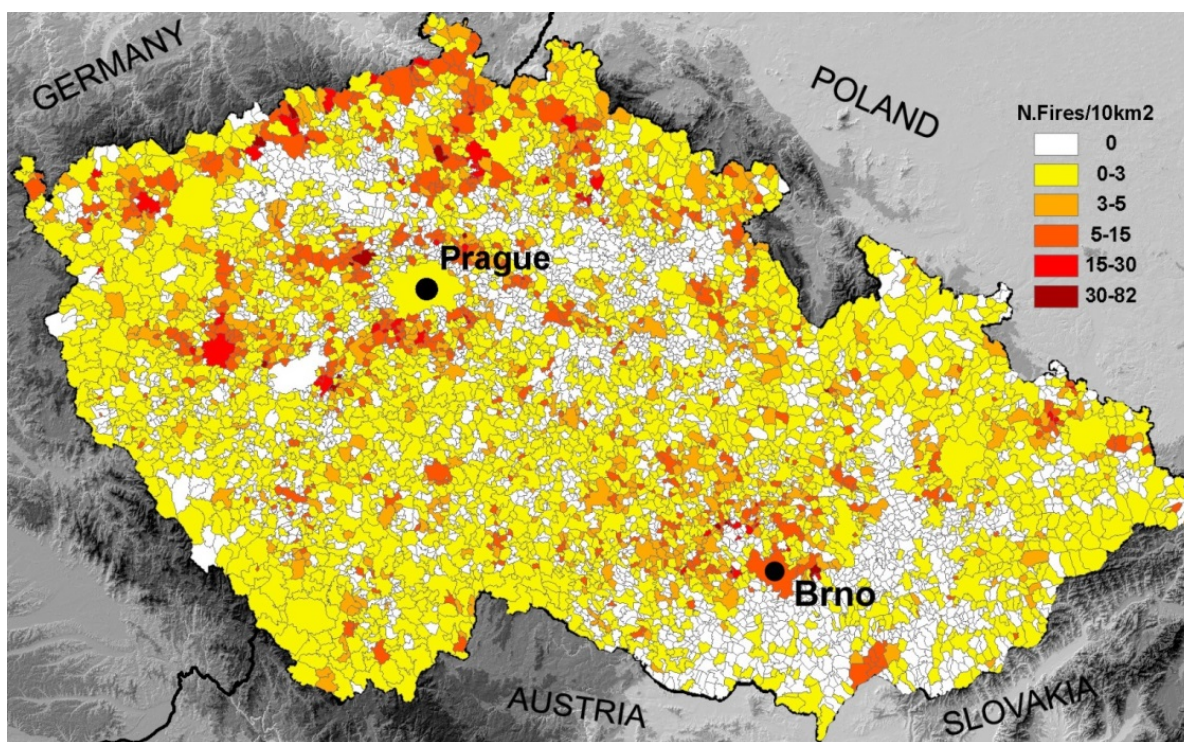 GERMANY
POLAND
N.Fires/10km2
0
0-3
3-5
5-15
15-30
30-82
Prague
Brno
AUSTRIA
SLOVAKIA